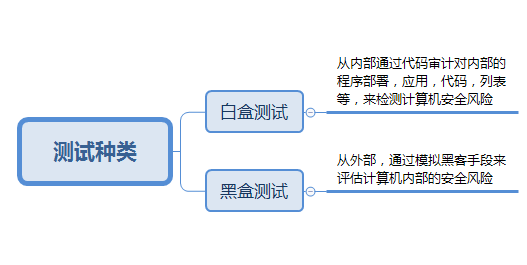 测试种类
白盒测试
从内部通过代码审计对内部的
程序部署，应用，代码，列表
等，来检测计算机安全风险
黑盒测试
从外部，通过模拟黑客手段来
评估计算机内部的安全风险